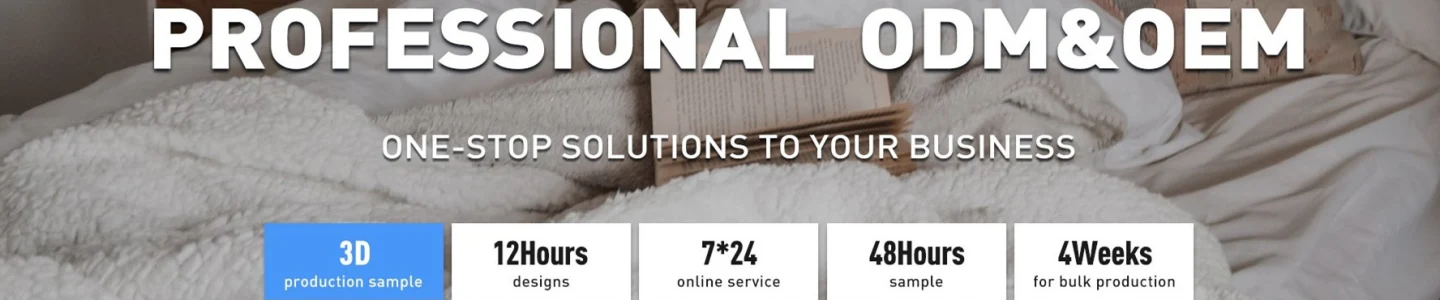 PROFESSIONAL ODM&OEM
ONE-STOP SOLUTIONS TO YOUR BUSINESS
3D
production sample
12Hours
designs
7*24
online service
48Hours
sample
4Weeks
for bulk production